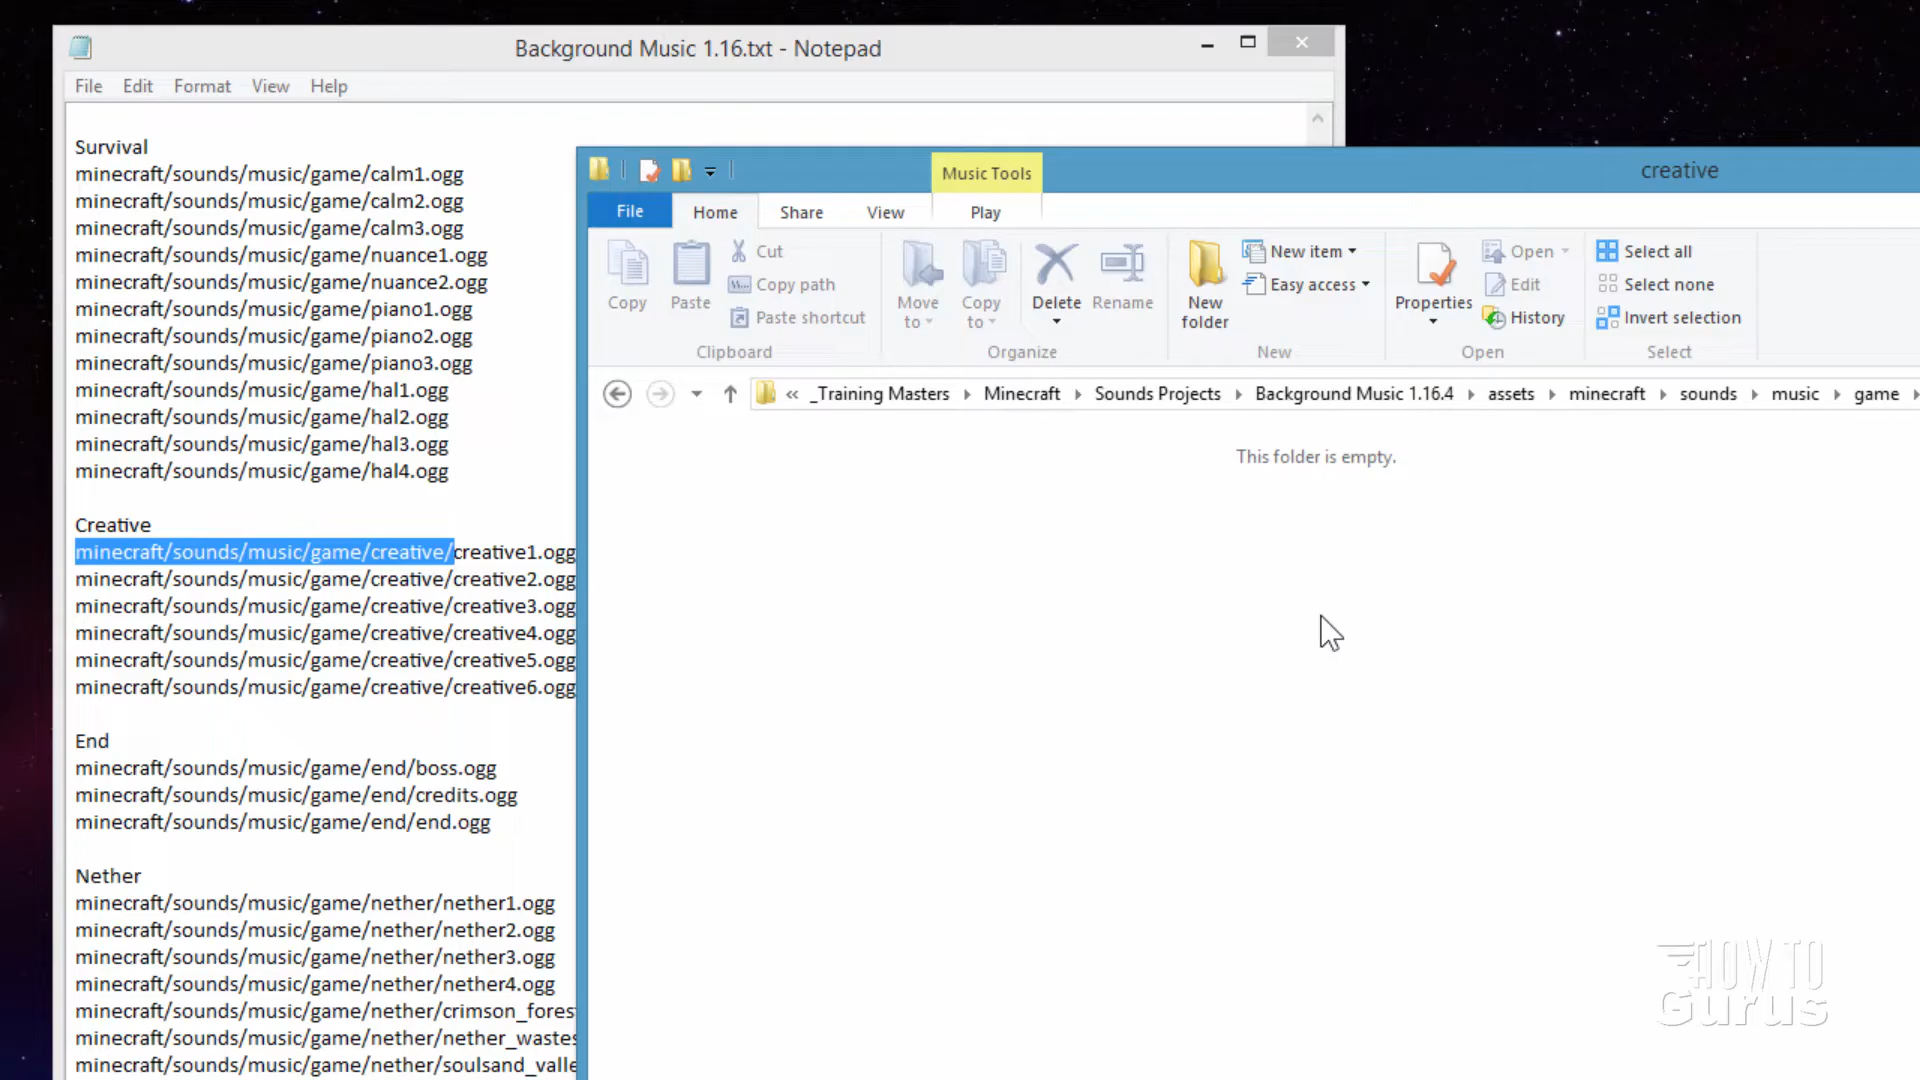 Background Music 1.16.txt - Notepad
File Edit Format View Help
Survival
minecraft/sounds/music/game/calm1.ogg
minecraft/sounds/music/game/calm2.ogg
minecraft/sounds/music/game/calm3.ogg
minecraft/sounds/music/game/nuance1.ogg
minecraft/sounds/music/game/nuance2.ogg
minecraft/sounds/music/game/piano1.ogg
minecraft/sounds/music/game/piano2.ogg
minecraft/sounds/music/game/piano3.ogg
minecraft/sounds/music/game/hal1.ogg
minecraft/sounds/music/game/hal2.ogg
minecraft/sounds/music/game/hal3.ogg
minecraft/sounds/music/game/hal4.ogg
Creative
minecraft/sounds/music/game/creative/creative1.ogg
minecraft/sounds/music/game/creative/creative2.ogg
minecraft/sounds/music/game/creative/creative3.ogg
minecraft/sounds/music/game/creative/creative4.ogg
minecraft/sounds/music/game/creative/creative5.ogg
minecraft/sounds/music/game/creative/creative6.ogg
End
minecraft/sounds/music/game/end/boss.ogg
minecraft/sounds/music/game/end/credits.ogg
minecraft/sounds/music/game/end/end.ogg
Nether
minecraft/sounds/music/game/nether/nether1.ogg
minecraft/sounds/music/game/nether/nether2.ogg
minecraft/sounds/music/game/nether/nether3.ogg
minecraft/sounds/music/game/nether/nether4.ogg
minecraft/sounds/music/game/nether/crimson_fores
minecraft/sounds/music/game/nether/nether_wastes
minecraft/sounds/music/game/nether/soulsand_valle
Music Tools
creative
File Home Share View Play
Copy
Paste
Cut
Copy path
Paste shortcut
Clipboard
Move to
Copy to
Delete
Rename
Organize
New folder
New item
Easy access
New
Properties
Open
Edit
History
Open
Select all
Select none
Invert selection
Select
« _Training Masters Minecraft Sounds Projects Background Music 1.16.4 assets minecraft sounds music game
This folder is empty.
HOW TO
Gurus